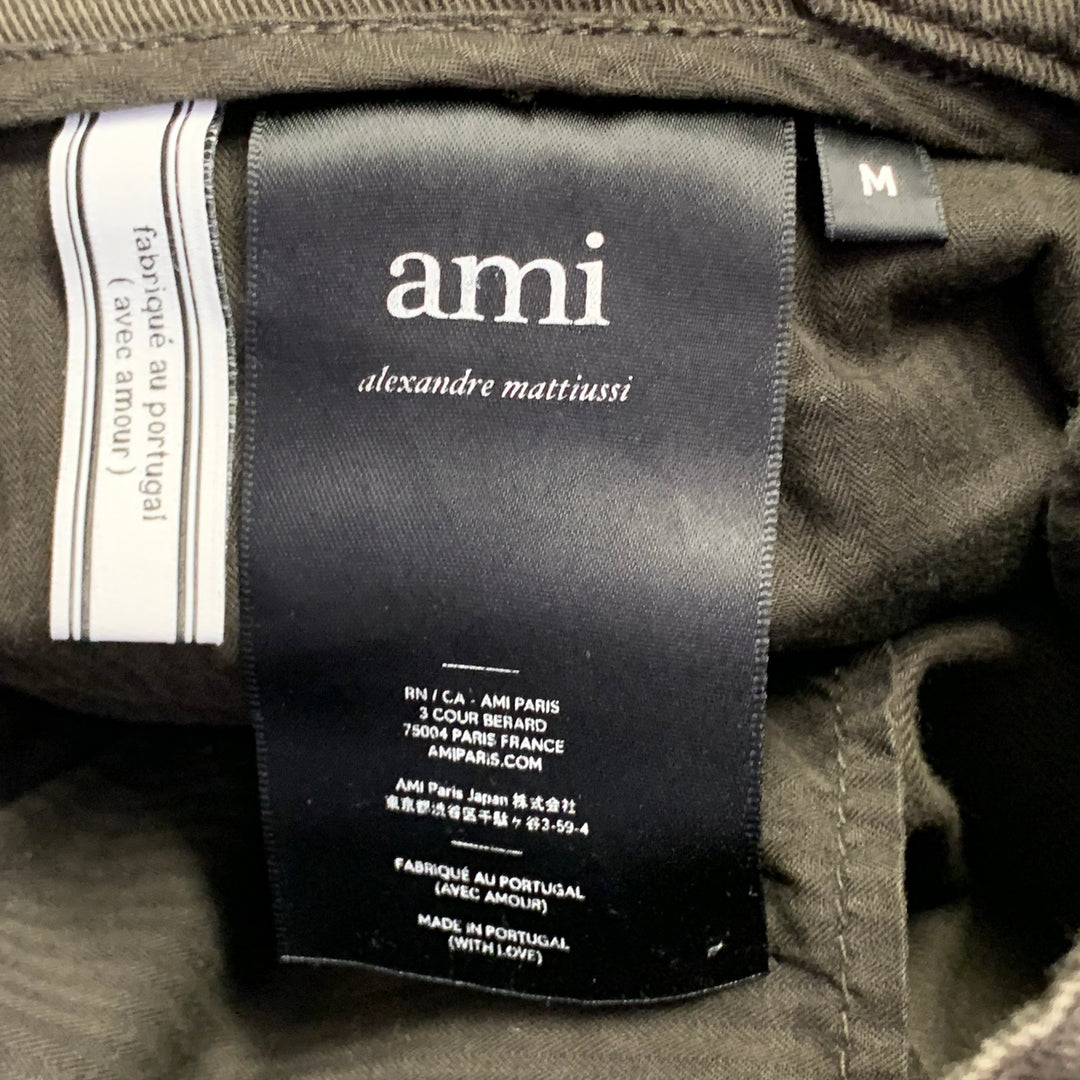 fabriqué au portugal
(avec amour)
ami
alexandre mattiussi
M
RN / CA - AMI PARIS
3 COUR BERARD
75004 PARIS FRANCE
AMIPARIS.COM
AMI Paris Japan 株式会社
東京都渋谷区千駄ヶ谷3-59-4
FABRIQUÉ AU PORTUGAL
(AVEC AMOUR)
MADE IN PORTUGAL
(WITH LOVE)